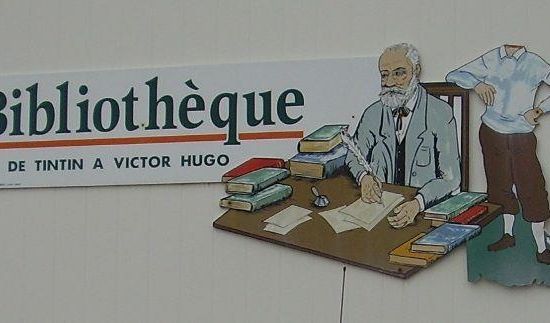 Bibliothèque
DE TINTIN A VICTOR HUGO